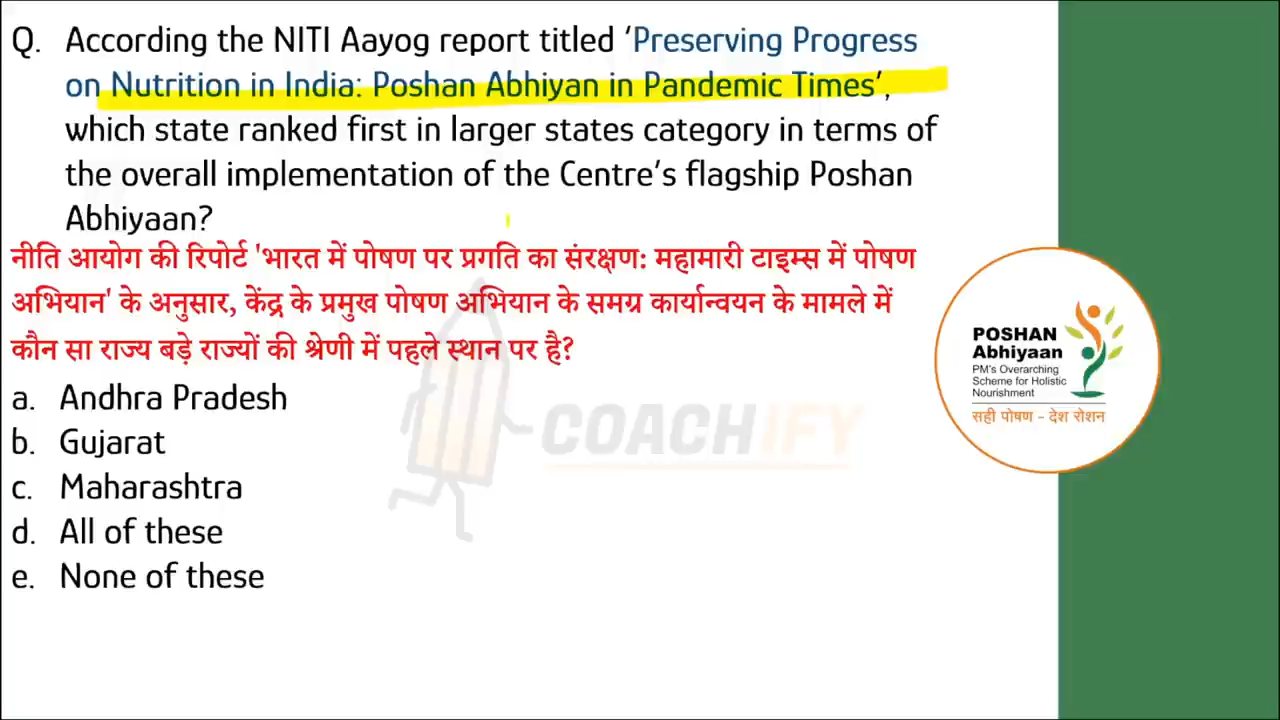 Q. According the NITI Aayog report titled ‘Preserving Progress
on Nutrition in India: Poshan Abhiyan in Pandemic Times’,
which state ranked first in larger states category in terms of
the overall implementation of the Centre’s flagship Poshan
Abhiyaan?
नीति आयोग की रिपोर्ट 'भारत में पोषण पर प्रगति का संरक्षण: महामारी टाइम्स में पोषण
अभियान' के अनुसार, केंद्र के प्रमुख पोषण अभियान के समग्र कार्यान्वयन के मामले में
कौन सा राज्य बड़े राज्यों की श्रेणी में पहले स्थान पर है?
a. Andhra Pradesh
b. Gujarat
c. Maharashtra
d. All of these
e. None of these
COACHIFY
POSHAN
Abhiyaan
PM's Overarching
Scheme for Holistic
Nourishment
सही पोषण - देश रोशन